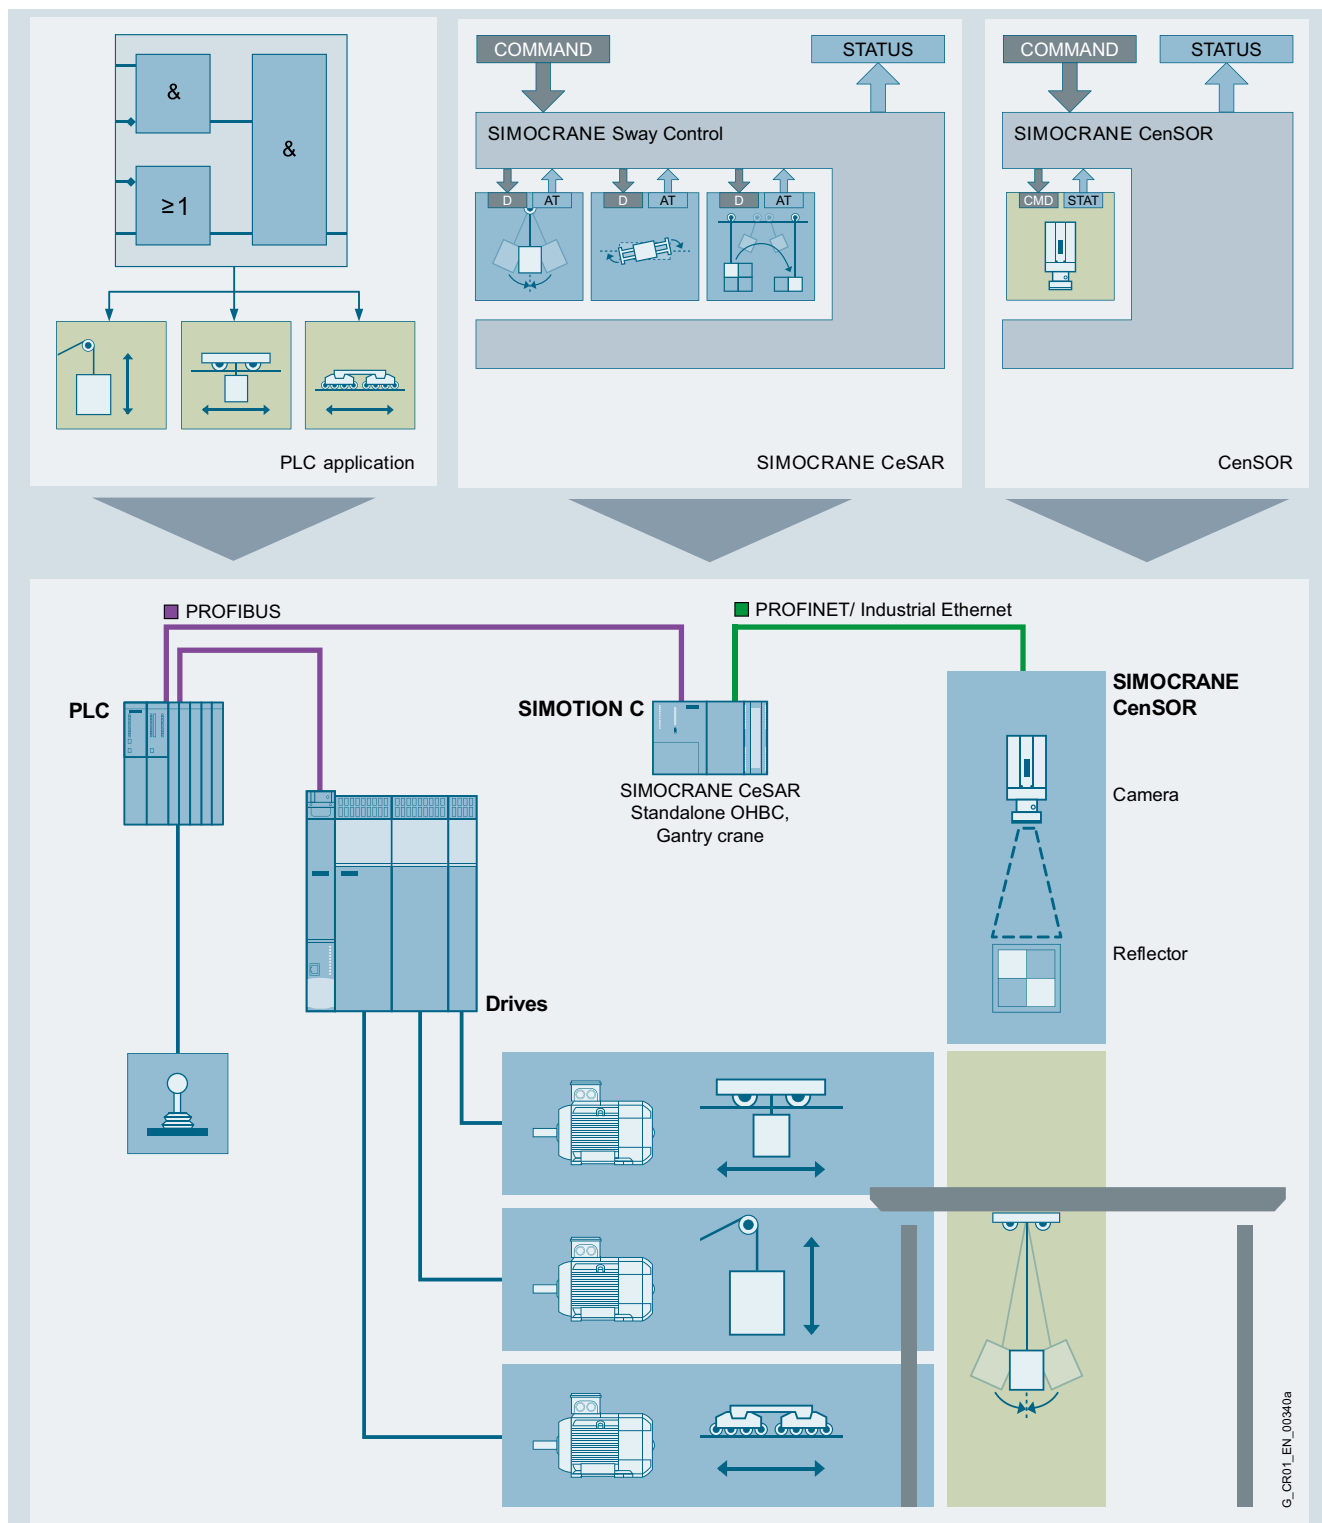 &
≥1
&
PLC application
COMMAND
STATUS
SIMOCRANE Sway Control
D
AT
D
AT
D
AT
SIMOCRANE CeSAR
COMMAND
STATUS
SIMOCRANE CenSOR
CMD
STAT
CenSOR
PROFIBUS
PROFINET/ Industrial Ethernet
PLC
SIMOTION C
SIMOCRANE CeSAR
Standalone OHBC,
Gantry crane
SIMOCRANE
CenSOR
Camera
Reflector
Drives
G_CR01_EN_00340a